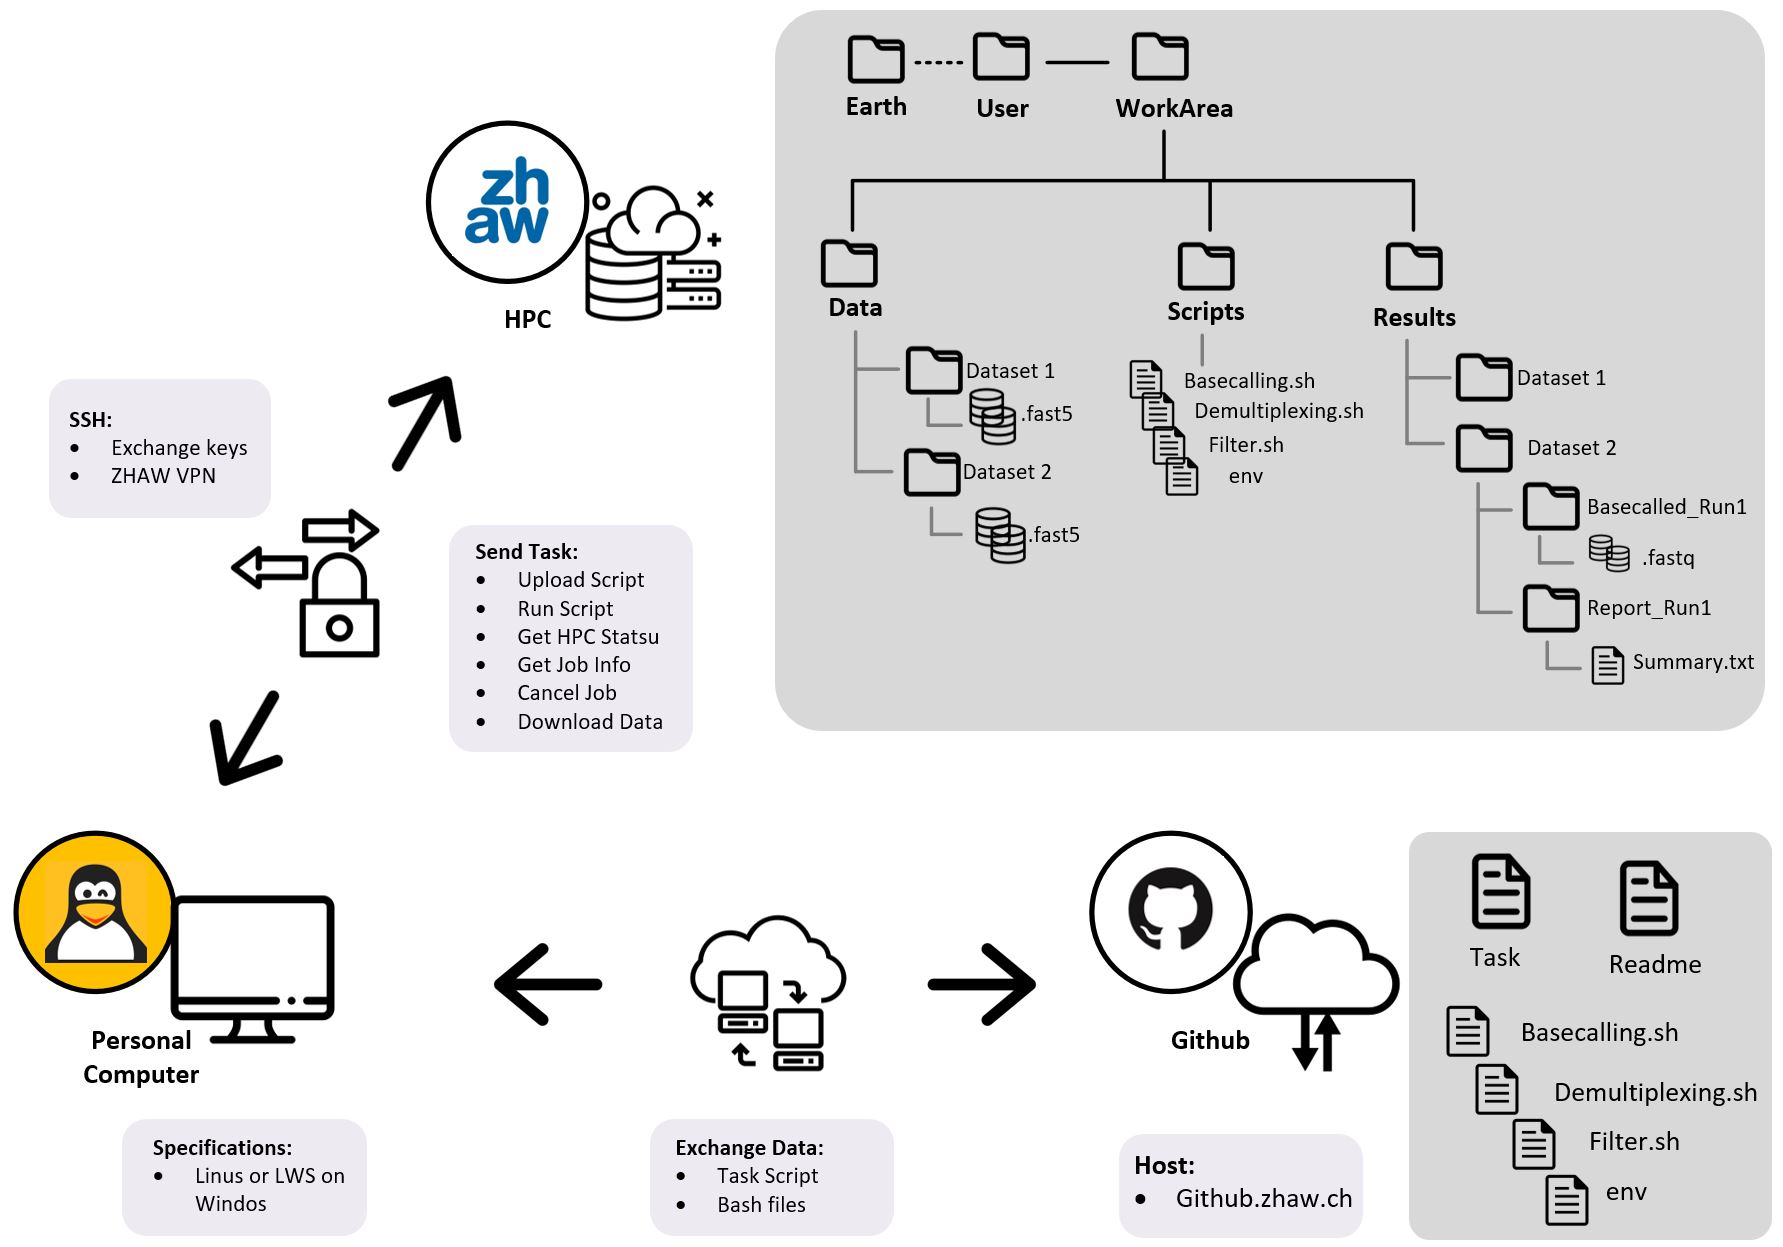 Earth
User
WorkArea
zh
aw
HPC
Data
Scripts
Results
Dataset 1
.fast5
Dataset 2
.fast5
Basecalling.sh
Demultiplexing.sh
Filter.sh
env
Dataset 1
Dataset 2
Basecalled_Run1
.fastq
Report_Run1
Summary.txt
SSH:
• Exchange keys
• ZHAW VPN
Send Task:
• Upload Script
• Run Script
• Get HPC Statsu
• Get Job Info
• Cancel Job
• Download Data
Personal
Computer
Specifications:
• Linus or LWS on
Windos
Exchange Data:
• Task Script
• Bash files
Github
Host:
• Github.zhaw.ch
Task
Readme
Basecalling.sh
Demultiplexing.sh
Filter.sh
env